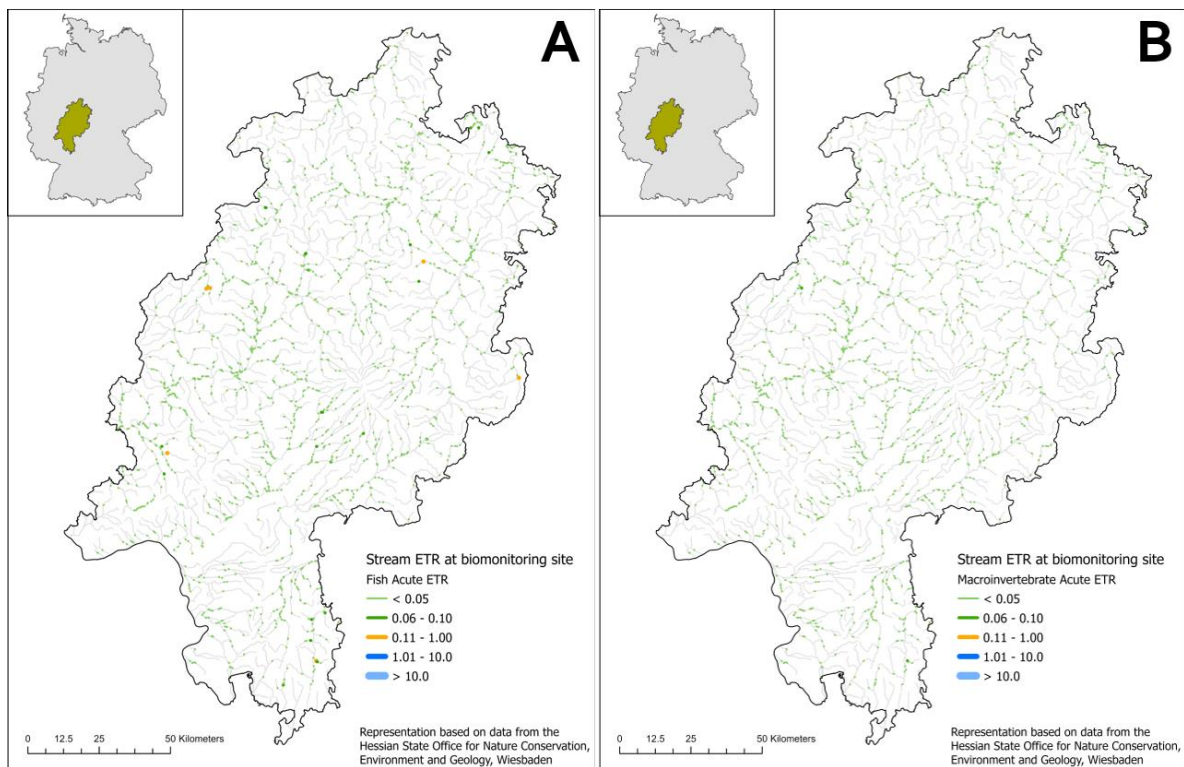 A
Stream ETR at biomonitoring site
Fish Acute ETR
< 0.05
0.06 - 0.10
0.11 - 1.00
1.01 - 10.0
> 10.0
0 12.5 25 50 Kilometers
Representation based on data from the
Hessian State Office for Nature Conservation,
Environment and Geology, Wiesbaden
B
Stream ETR at biomonitoring site
Macroinvertebrate Acute ETR
< 0.05
0.06 - 0.10
0.11 - 1.00
1.01 - 10.0
> 10.0
0 12.5 25 50 Kilometers
Representation based on data from the
Hessian State Office for Nature Conservation,
Environment and Geology, Wiesbaden